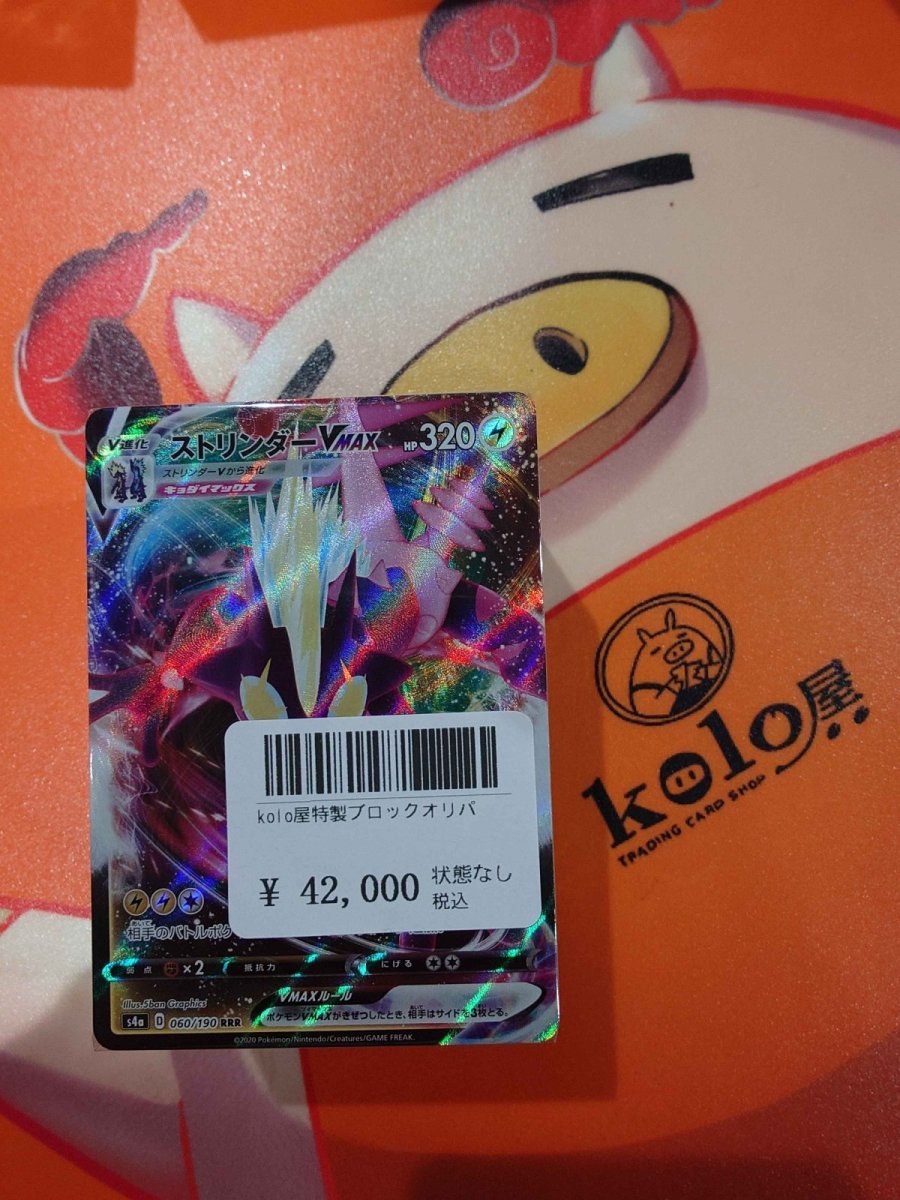 V進化
ストリンダーVMAX
HP320
ストリンダーVから進化
キョダイマックス
kolo屋特製ブロックオリパ
¥ 42,000
状態なし
税込
相手のバトルポケ
弱点 ×2 抵抗力 にげる
Illus. 5ban Graphics
VMAXルール
ポケモンVMAXがきぜつしたとき、相手はサイドを3枚とる。
s4a D 060/190 RRR
©2020 Pokémon/Nintendo/Creatures/GAME FREAK.
kolo屋
TRADING CARD SHOP